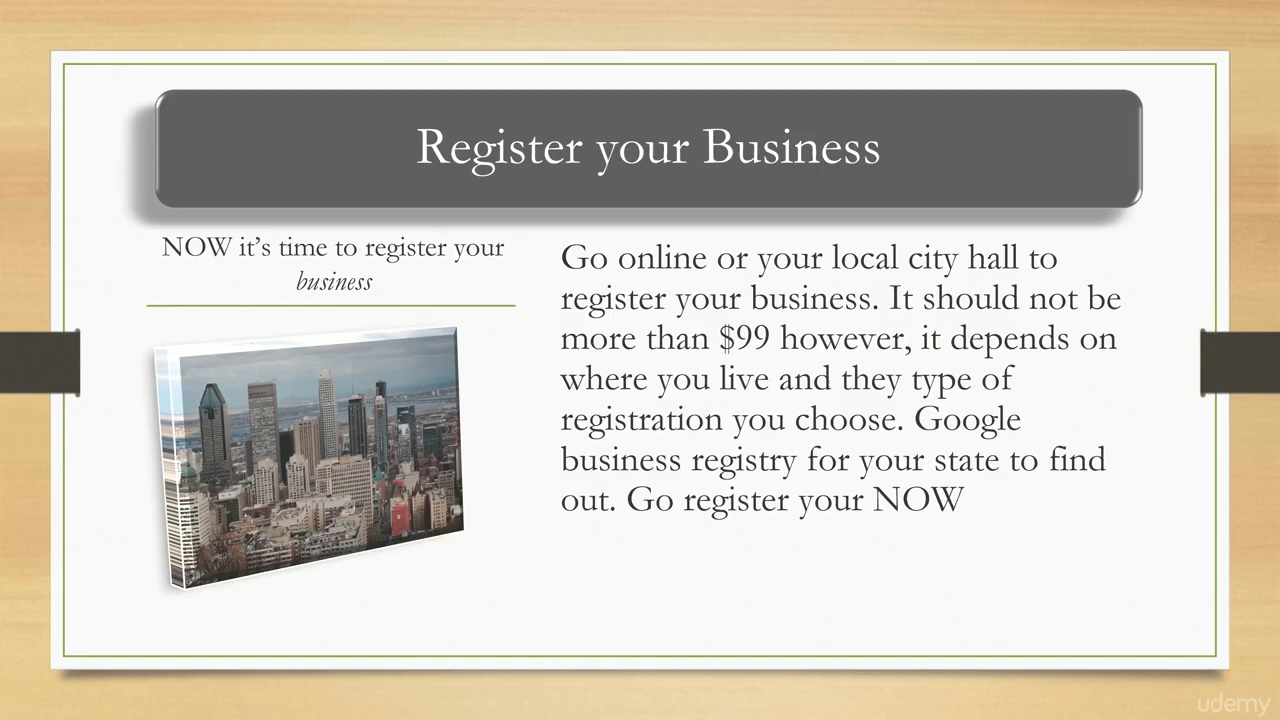 Register your Business
NOW it’s time to register your
business
Go online or your local city hall to
register your business. It should not be
more than $99 however, it depends on
where you live and they type of
registration you choose. Google
business registry for your state to find
out. Go register your NOW
udemy